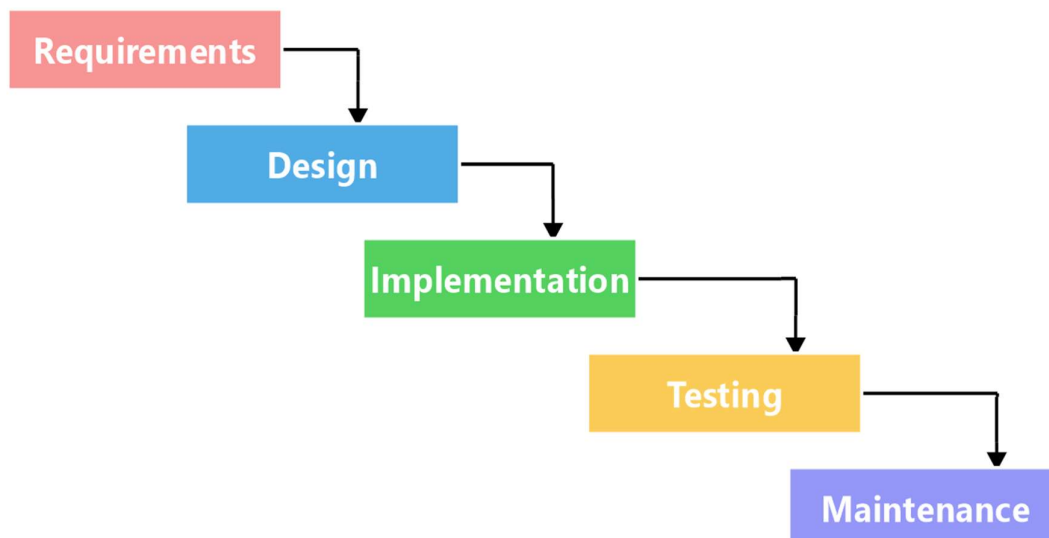 Requirements
Design
Implementation
Testing
Maintenance